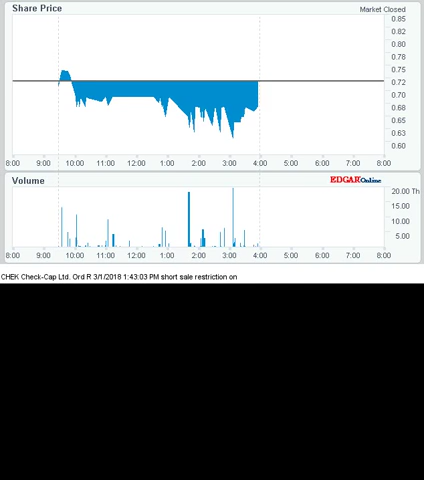 Share Price
Market Closed
0.85
0.82
0.80
0.78
0.75
0.72
0.70
0.68
0.65
0.63
0.60
8:00 9:00 10:00 11:00 12:00 1:00 2:00 3:00 4:00 5:00 6:00 7:00 8:00
Volume
EDGAROnline
20.00 Th
15.00
10.00
5.00
8:00 9:00 10:00 11:00 12:00 1:00 2:00 3:00 4:00 5:00 6:00 7:00 8:00
CHEK Check-Cap Ltd. Ord R 3/1/2018 1:43:03 PM short sale restriction on